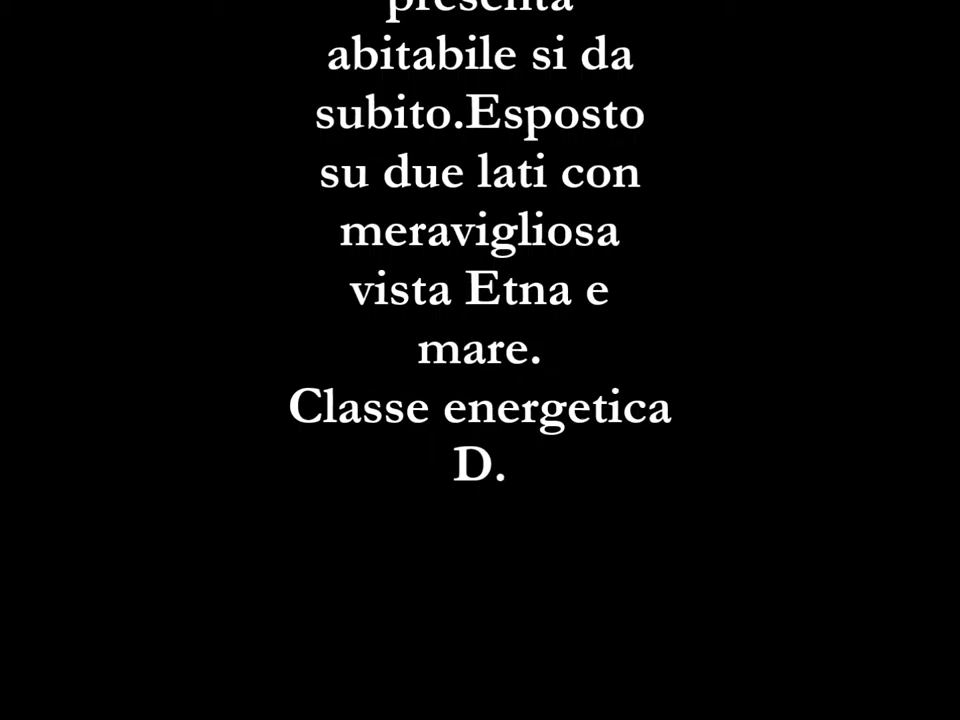 presenta
abitabile si da
subito.Esposto
su due lati con
meravigliosa
vista Etna e
mare.
Classe energetica
D.